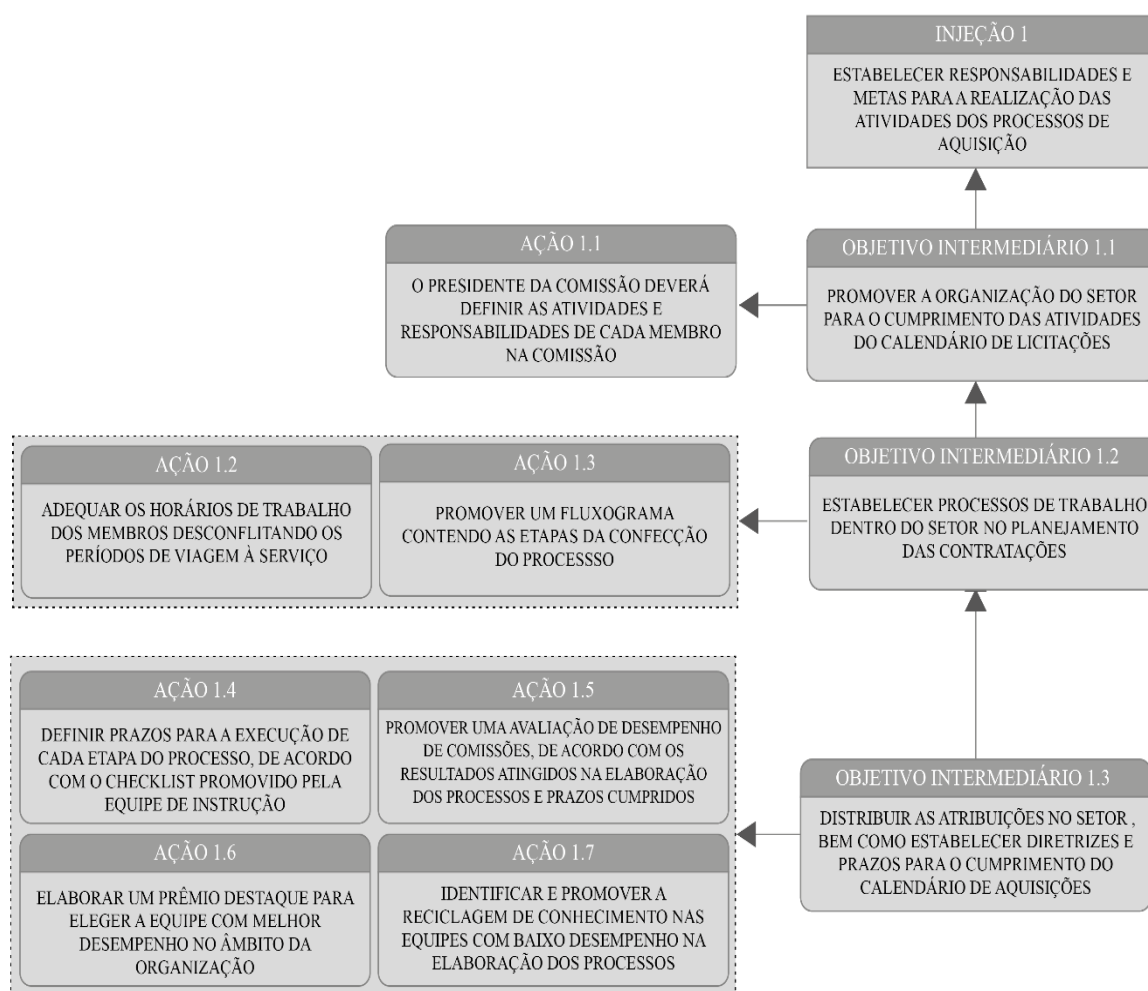 INJEÇÃO 1
ESTABELECER RESPONSABILIDADES E
METAS PARA A REALIZAÇÃO DAS
ATIVIDADES DOS PROCESSOS DE
AQUISIÇÃO
AÇÃO 1.1
O PRESIDENTE DA COMISSÃO DEVERÁ
DEFINIR AS ATIVIDADES E
RESPONSABILIDADES DE CADA MEMBRO
NA COMISSÃO
OBJETIVO INTERMEDIÁRIO 1.1
PROMOVER A ORGANIZAÇÃO DO SETOR
PARA O CUMPRIMENTO DAS ATIVIDADES
DO CALENDÁRIO DE LICITAÇÕES
AÇÃO 1.2
ADEQUAR OS HORÁRIOS DE TRABALHO
DOS MEMBROS DESCONFLITANDO OS
PERÍODOS DE VIAGEM À SERVIÇO
AÇÃO 1.3
PROMOVER UM FLUXOGRAMA
CONTENDO AS ETAPAS DA CONFECÇÃO
DO PROCESSSO
OBJETIVO INTERMEDIÁRIO 1.2
ESTABELECER PROCESSOS DE TRABALHO
DENTRO DO SETOR NO PLANEJAMENTO
DAS CONTRATAÇÕES
AÇÃO 1.4
DEFINIR PRAZOS PARA A EXECUÇÃO DE
CADA ETAPA DO PROCESSO, DE ACORDO
COM O CHECKLIST PROMOVIDO PELA
EQUIPE DE INSTRUÇÃO
AÇÃO 1.5
PROMOVER UMA AVALIAÇÃO DE DESEMPENHO
DE COMISSÕES, DE ACORDO COM OS
RESULTADOS ATINGIDOS NA ELABORAÇÃO
DOS PROCESSOS E PRAZOS CUMPRIDOS
OBJETIVO INTERMEDIÁRIO 1.3
DISTRIBUIR AS ATRIBUIÇÕES NO SETOR ,
BEM COMO ESTABELECER DIRETRIZES E
PRAZOS PARA O CUMPRIMENTO DO
CALENDÁRIO DE AQUISIÇÕES
AÇÃO 1.6
ELABORAR UM PRÊMIO DESTAQUE PARA
ELEGER A EQUIPE COM MELHOR
DESEMPENHO NO ÂMBITO DA
ORGANIZAÇÃO
AÇÃO 1.7
IDENTIFICAR E PROMOVER A
RECICLAGEM DE CONHECIMENTO NAS
EQUIPES COM BAIXO DESEMPENHO NA
ELABORAÇÃO DOS PROCESSOS